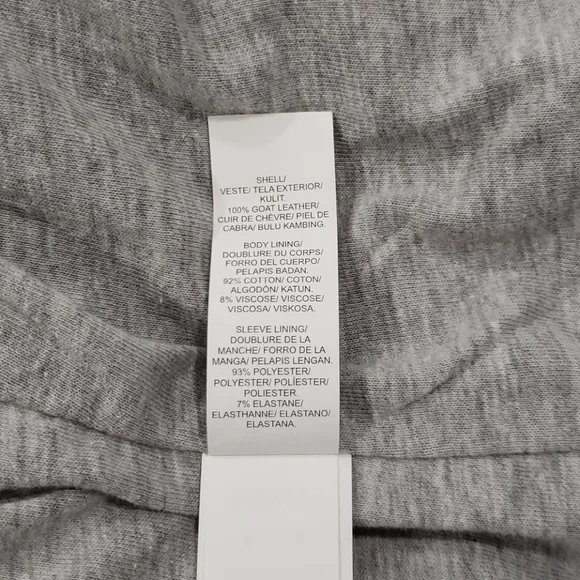 SHELL/
VESTE/ TELA EXTERIOR/
KULIT.
100% GOAT LEATHER/
CUIR DE CHÈVRE/ PIEL DE
CABRA/ BULU KAMBING.
BODY LINING/
DOUBLURE DU CORPS/
FORRO DEL CUERPO/
PELAPIS BADAN.
92% COTTON/ COTON/
ALGODÓN/ KATUN.
8% VISCOSE/ VISCOSE/
VISCOSA/ VISKOSA.
SLEEVE LINING/
DOUBLURE DE LA
MANCHE/ FORRO DE LA
MANGA/ PELAPIS LENGAN.
93% POLYESTER/
POLYESTER/ POLÍESTER/
POLIESTER.
7% ELASTANE/
ELASTHANNE/ ELASTANO/
ELASTANA.